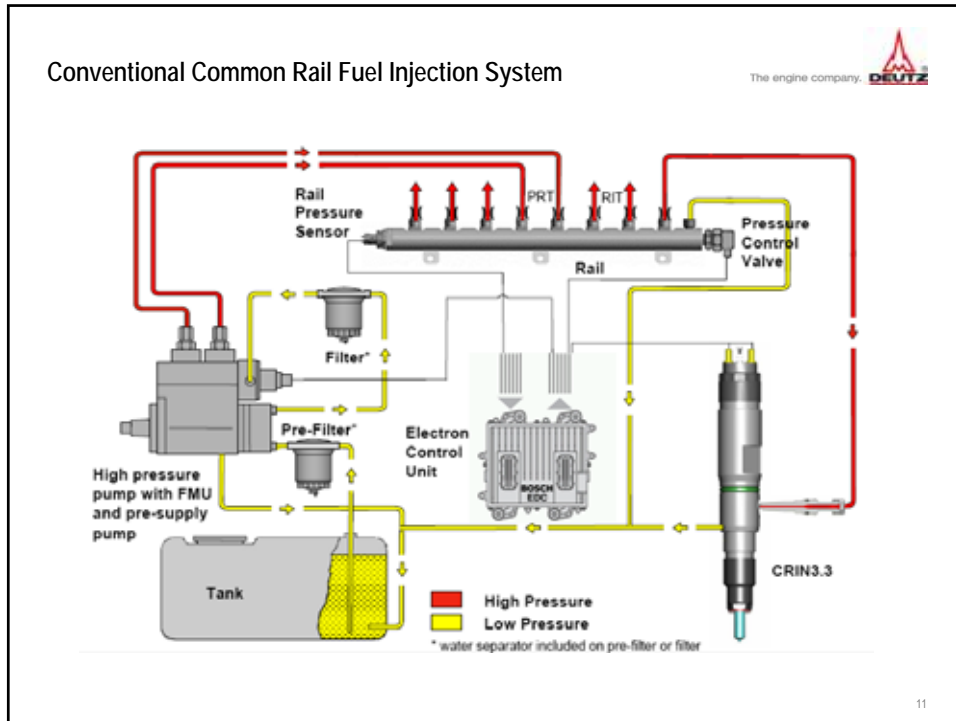 Conventional Common Rail Fuel Injection System
The engine company.
DEUTZ
®
Rail
Pressure
Sensor
PRT
RIT
Pressure
Control
Valve
Rail
Filter*
Pre-Filter*
Electron
Control
Unit
BOSCH
EDC
High pressure
pump with FMU
and pre-supply
pump
CRIN3.3
Tank
High Pressure
Low Pressure
* water separator included on pre-filter or filter
11